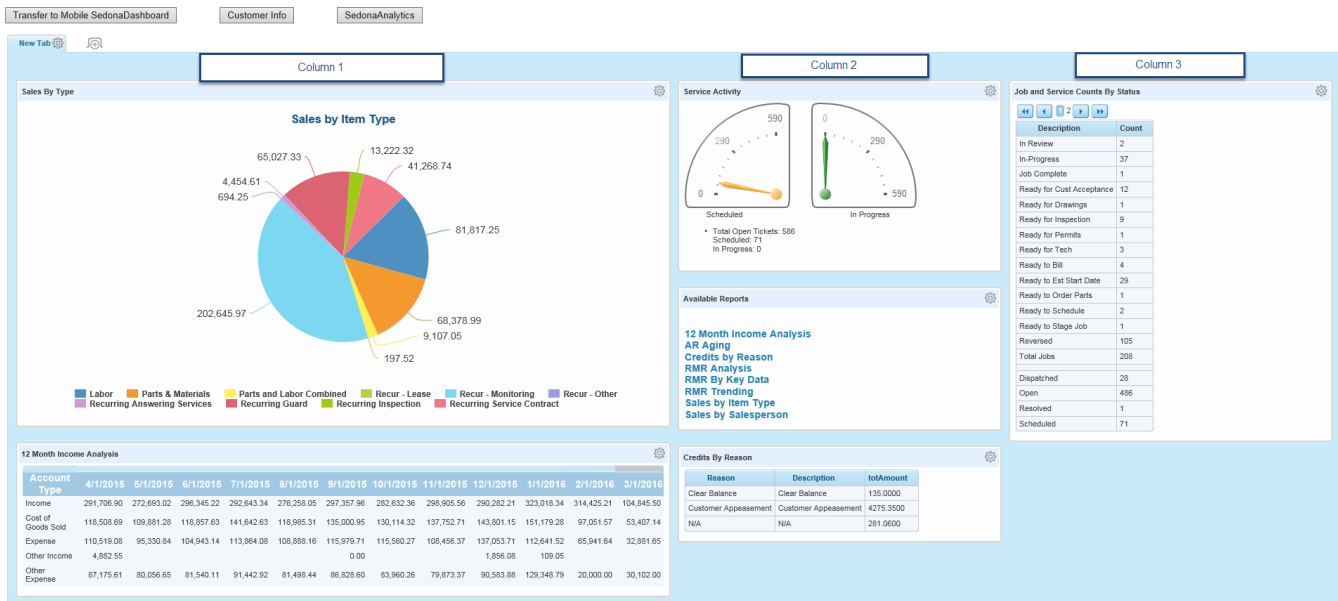 Transfer to Mobile SedonaDashboard Customer Info SedonaAnalytics
New Tab
Column 1
Column 2
Column 3
Sales By Type
Sales by Item Type
13,222.32
65,027.33
41,268.74
4,454.61
694.25
81,817.25
202,645.97
68,378.99
9,107.05
197.52
Labor Parts & Materials Parts and Labor Combined Recur - Lease Recur - Monitoring Recur - Other
Recurring Answering Services Recurring Guard Recurring Inspection Recurring Service Contract
12 Month Income Analysis
Account Type 4/1/2015 5/1/2015 6/1/2015 7/1/2015 8/1/2015 9/1/2015 10/1/2015 11/1/2015 12/1/2015 1/1/2016 2/1/2016 3/1/2016
Income 291,706.90 272,693.02 296,345.22 292,643.34 276,258.05 297,357.96 282,632.36 298,905.56 290,282.21 323,018.34 314,425.21 104,845.50
Cost of Goods Sold 118,508.69 109,881.28 118,857.63 141,642.63 118,985.31 135,000.95 130,114.32 137,752.71 143,801.15 151,179.28 97,051.57 53,407.14
Expense 110,519.08 95,330.84 104,943.14 113,864.08 108,888.16 115,979.71 115,560.27 108,456.37 137,053.71 112,641.52 65,941.64 32,881.65
Other Income 4,882.55 0.00 1,856.08 109.05
Other Expense 87,175.61 80,056.65 81,540.11 91,442.92 81,498.44 86,828.60 83,960.26 79,873.37 90,583.88 129,348.79 20,000.00 30,102.00
Service Activity
590
290
0
Scheduled
0
290
590
In Progress
• Total Open Tickets: 586
Scheduled: 71
In Progress: 0
Available Reports
12 Month Income Analysis
AR Aging
Credits by Reason
RMR Analysis
RMR By Key Data
RMR Trending
Sales by Item Type
Sales by Salesperson
Credits By Reason
Reason Description totAmount
Clear Balance Clear Balance 135.0000
Customer Appeasement Customer Appeasement 4275.3500
N/A N/A 281.0600
Job and Service Counts By Status
1 2
Description Count
In Review 2
In-Progress 37
Job Complete 1
Ready for Cust Acceptance 12
Ready for Drawings 1
Ready for Inspection 9
Ready for Permits 1
Ready for Tech 3
Ready to Bill 4
Ready to Est Start Date 29
Ready to Order Parts 1
Ready to Schedule 2
Ready to Stage Job 1
Reversed 105
Total Jobs 208
Dispatched 28
Open 486
Resolved 1
Scheduled 71